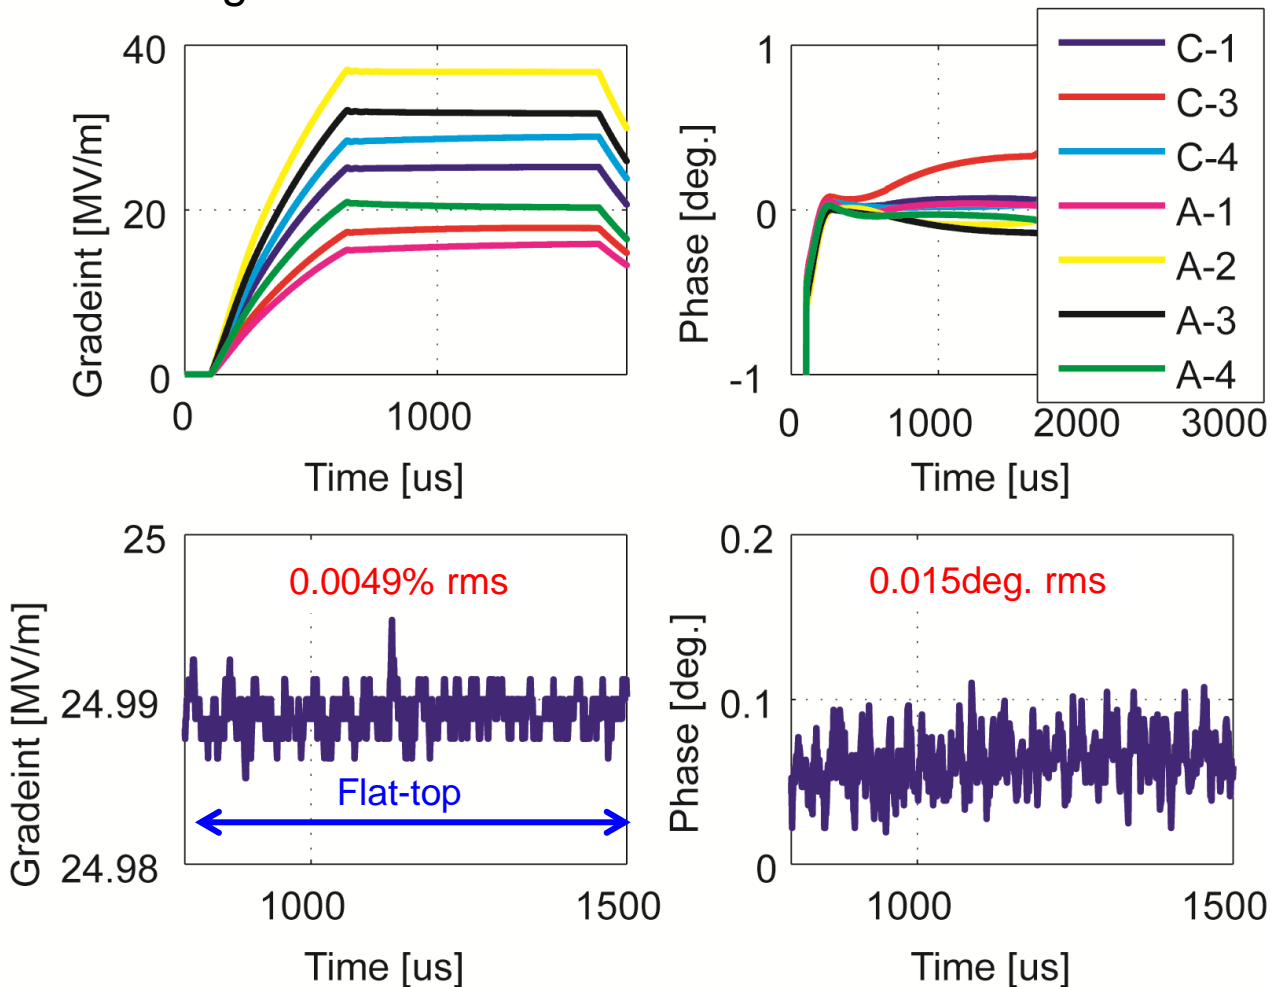 40
20
0
Gradeint [MV/m]
0
1000
Time [us]
1
0
-1
Phase [deg.]
0
1000
2000
3000
Time [us]
C-1
C-3
C-4
A-1
A-2
A-3
A-4
25
24.99
24.98
Gradeint [MV/m]
0.0049% rms
Flat-top
1000
1500
Time [us]
0.2
0.1
0
Phase [deg.]
0.015deg. rms
1000
1500
Time [us]